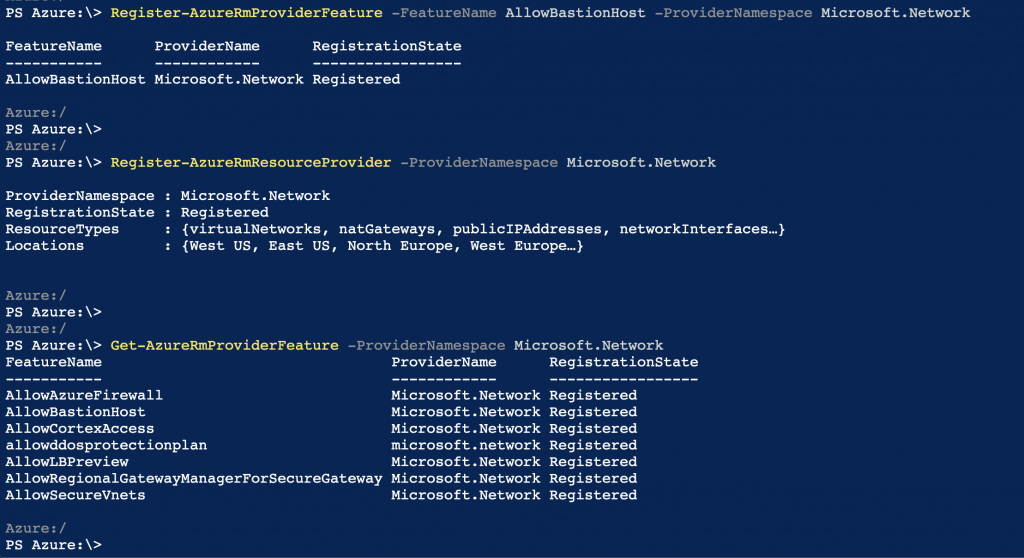 Azure:/
PS Azure:\> Register-AzureRmProviderFeature -FeatureName AllowBastionHost -ProviderNamespace Microsoft.Network
FeatureName ProviderName RegistrationState
----------- ------------ -----------------
AllowBastionHost Microsoft.Network Registered
Azure:/
PS Azure:\>
Azure:/
PS Azure:\> Register-AzureRmResourceProvider -ProviderNamespace Microsoft.Network
ProviderNamespace : Microsoft.Network
RegistrationState : Registered
ResourceTypes : {virtualNetworks, natGateways, publicIPAddresses, networkInterfaces…}
Locations : {West US, East US, North Europe, West Europe…}
Azure:/
PS Azure:\>
Azure:/
PS Azure:\> Get-AzureRmProviderFeature -ProviderNamespace Microsoft.Network
FeatureName ProviderName RegistrationState
----------- ------------ -----------------
AllowAzureFirewall Microsoft.Network Registered
AllowBastionHost Microsoft.Network Registered
AllowCortexAccess Microsoft.Network Registered
allowddosprotectionplan microsoft.network Registered
AllowLBPreview Microsoft.Network Registered
AllowRegionalGatewayManagerForSecureGateway Microsoft.Network Registered
AllowSecureVnets Microsoft.Network Registered
Azure:/
PS Azure:\>